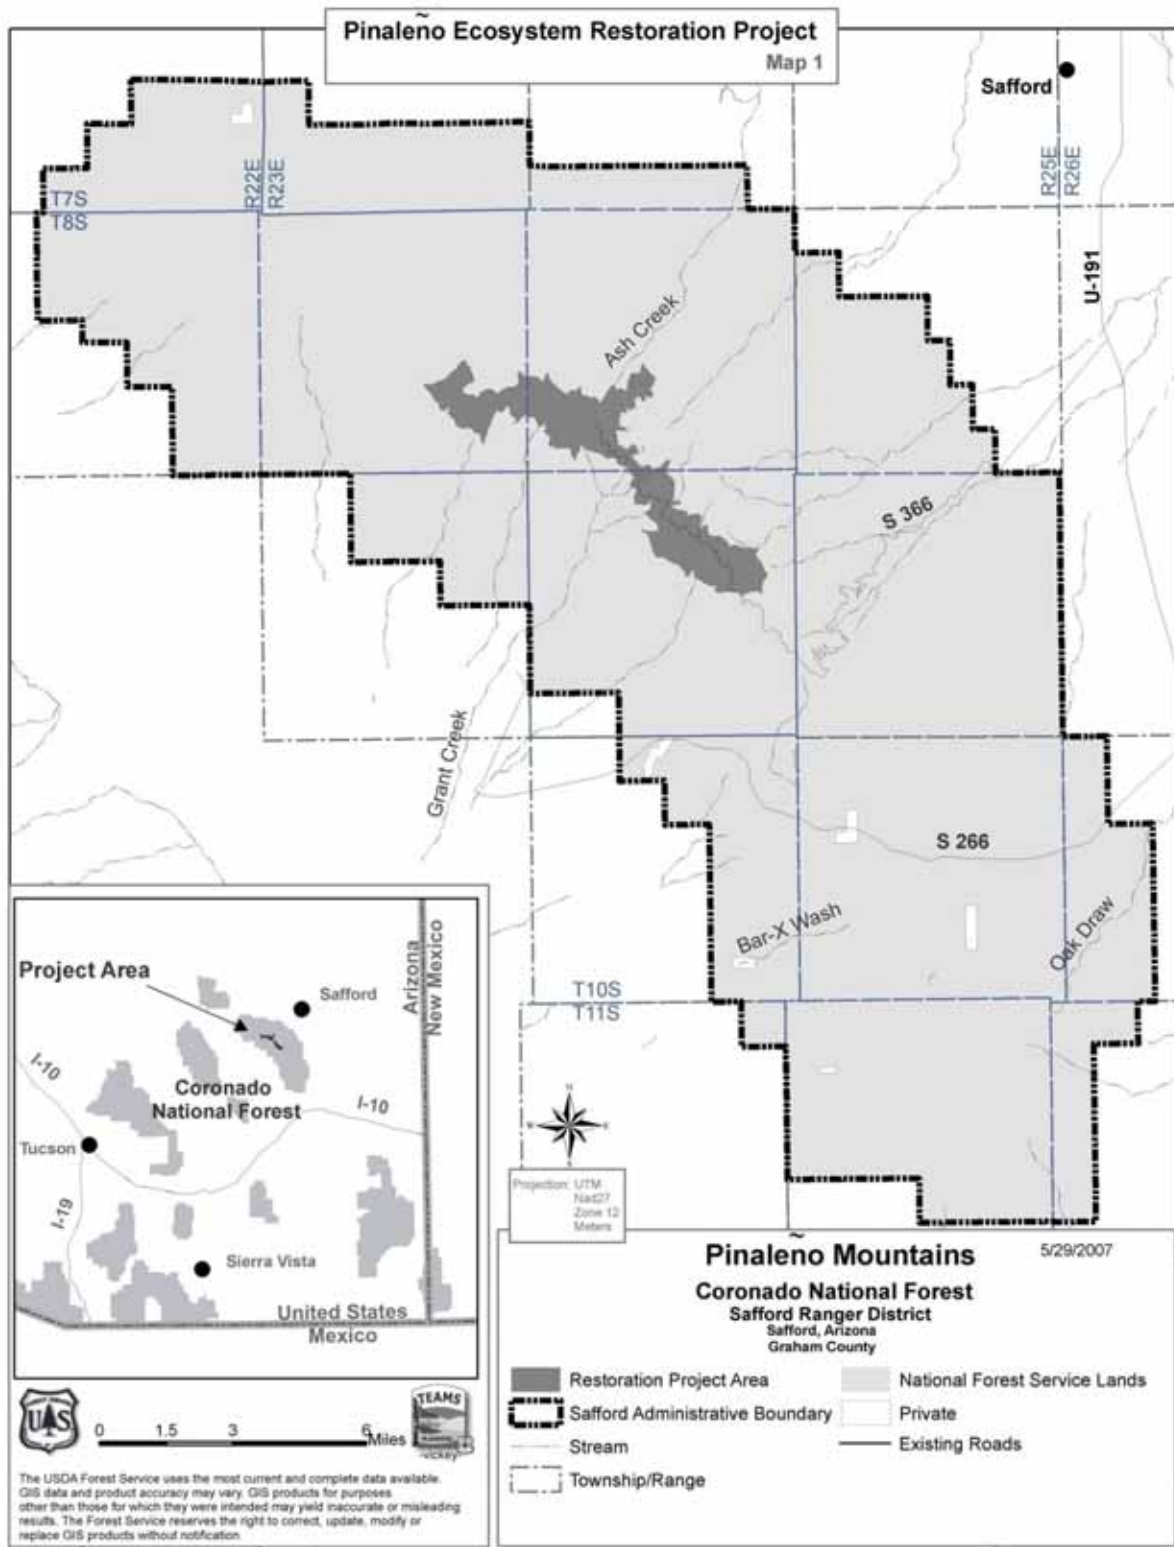 Pinaleño Ecosystem Restoration Project
Map 1
Safford
R22E
R23E
R25E
R26E
T7S
T8S
U-191
Ash Creek
S 366
Grant Creek
S 266
Bar-X Wash
Oak Draw
T10S
T11S
Project Area
Safford
Arizona
New Mexico
I-10
Coronado
National Forest
I-10
Tucson
I-19
Sierra Vista
United States
Mexico
N
W
E
S
Projection: UTM
Nad27
Zone 12
Meters
Pinaleño Mountains
5/29/2007
Coronado National Forest
Safford Ranger District
Safford, Arizona
Graham County
Restoration Project Area
National Forest Service Lands
Safford Administrative Boundary
Private
Stream
Existing Roads
Township/Range
US
0 1.5 3 6 Miles
TEAMS
The USDA Forest Service uses the most current and complete data available.
GIS data and product accuracy may vary. GIS products for purposes
other than those for which they were intended may yield inaccurate or misleading
results. The Forest Service reserves the right to correct, update, modify or
replace GIS products without notification.